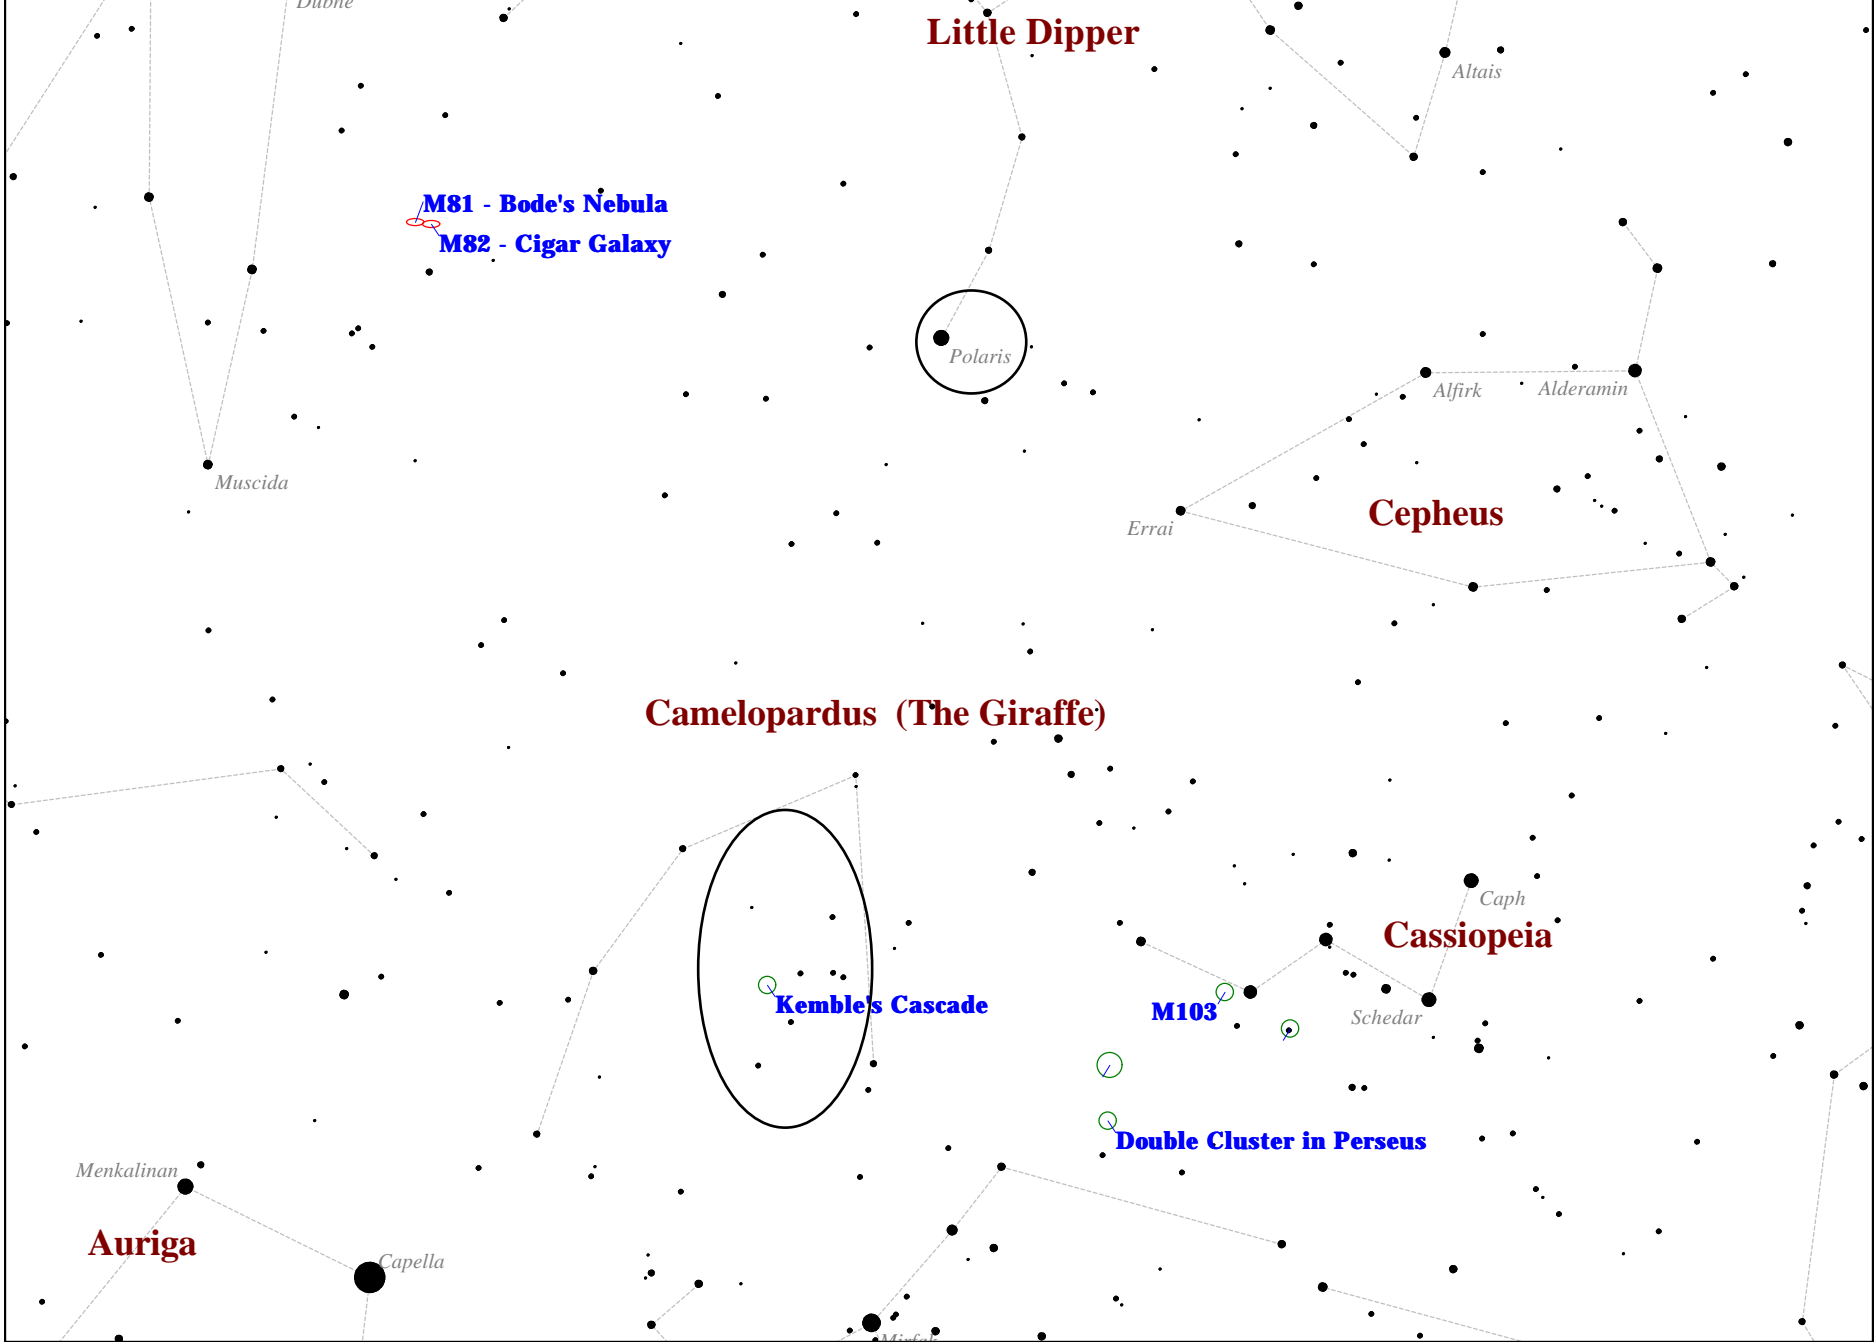 Dubhe
Little Dipper
Altais
M81 - Bode's Nebula
M82 - Cigar Galaxy
Polaris
Alfirk
Alderamin
Muscida
Cepheus
Errai
Camelopardus (The Giraffe)
Caph
Cassiopeia
Kemble's Cascade
M103
Schedar
Double Cluster in Perseus
Menkalinan
Auriga
Capella
Mirfak